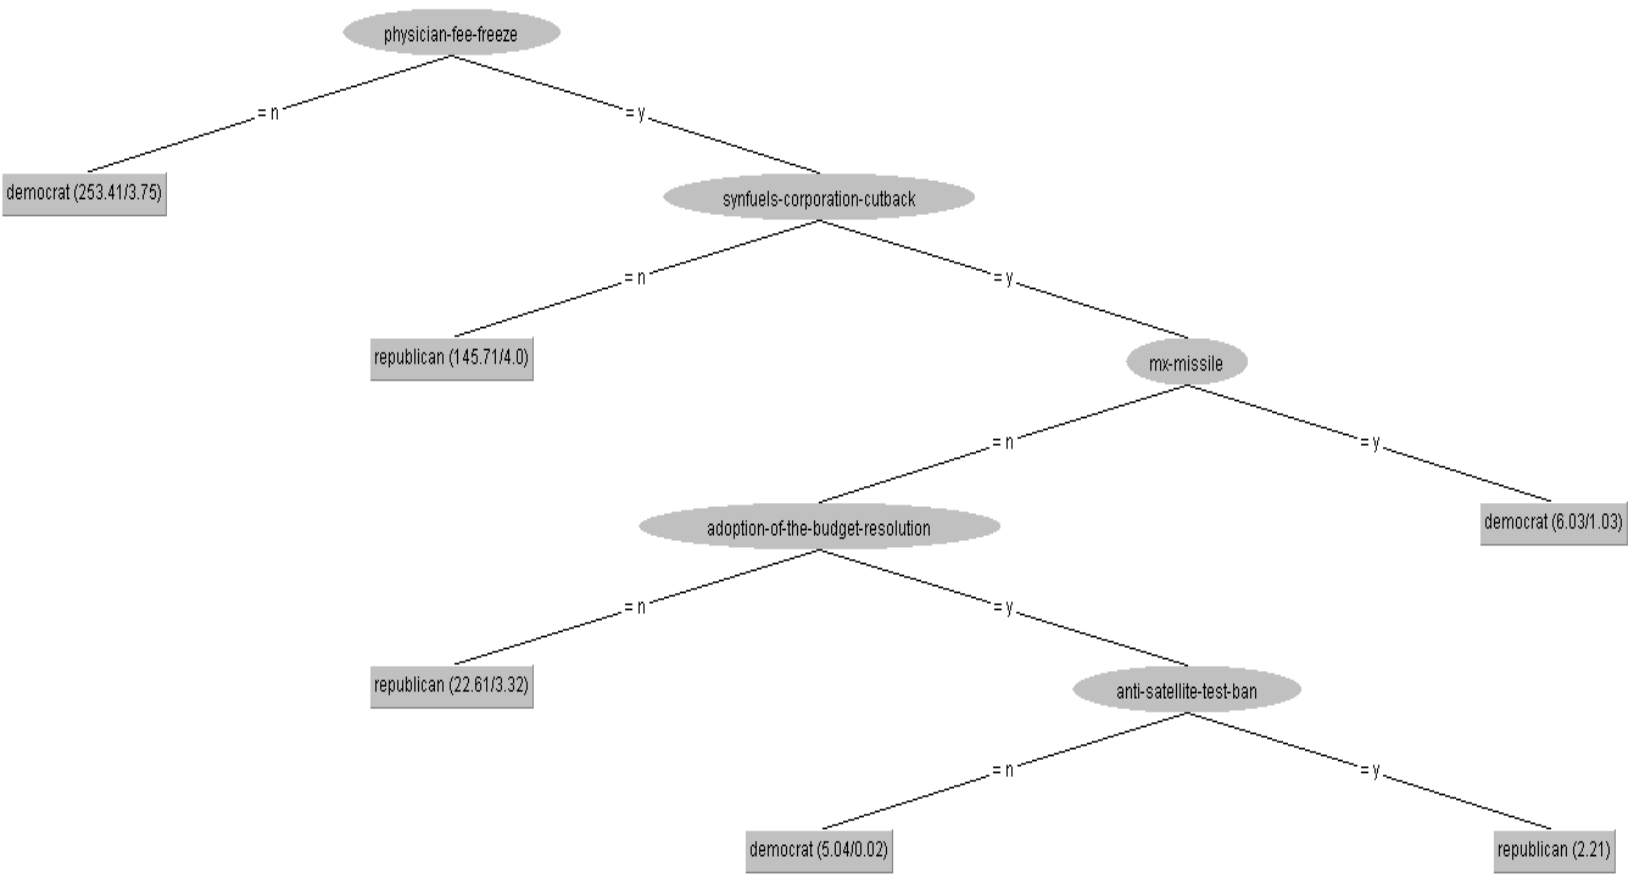 physician-fee-freeze
= n
= y
democrat (253.41/3.75)
synfuels-corporation-cutback
= n
= y
republican (145.71/4.0)
mx-missile
= n
= y
adoption-of-the-budget-resolution
democrat (6.03/1.03)
= n
= y
republican (22.61/3.32)
anti-satellite-test-ban
= n
= y
democrat (5.04/0.02)
republican (2.21)